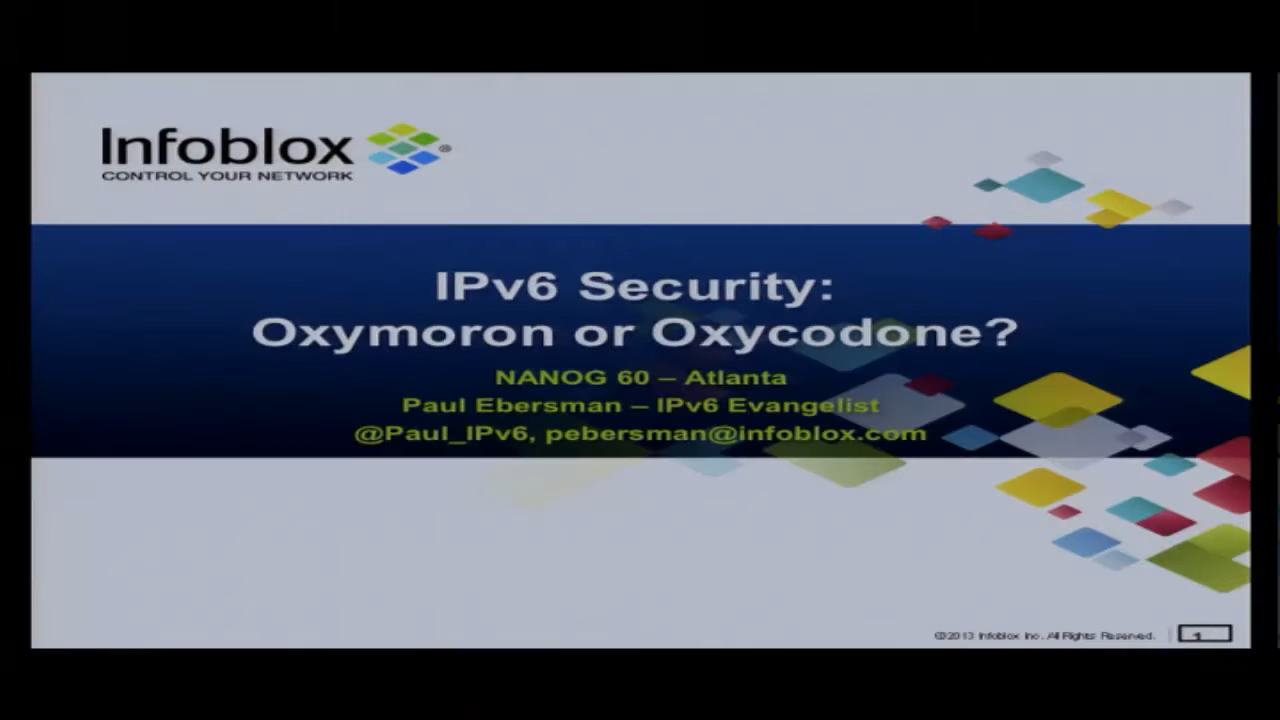 Infoblox ®
CONTROL YOUR NETWORK
IPv6 Security:
Oxymoron or Oxycodone?
NANOG 60 – Atlanta
Paul Ebersman – IPv6 Evangelist
@Paul_IPv6, pebersman@infoblox.com
©2013 Infoblox Inc. All Rights Reserved.
1